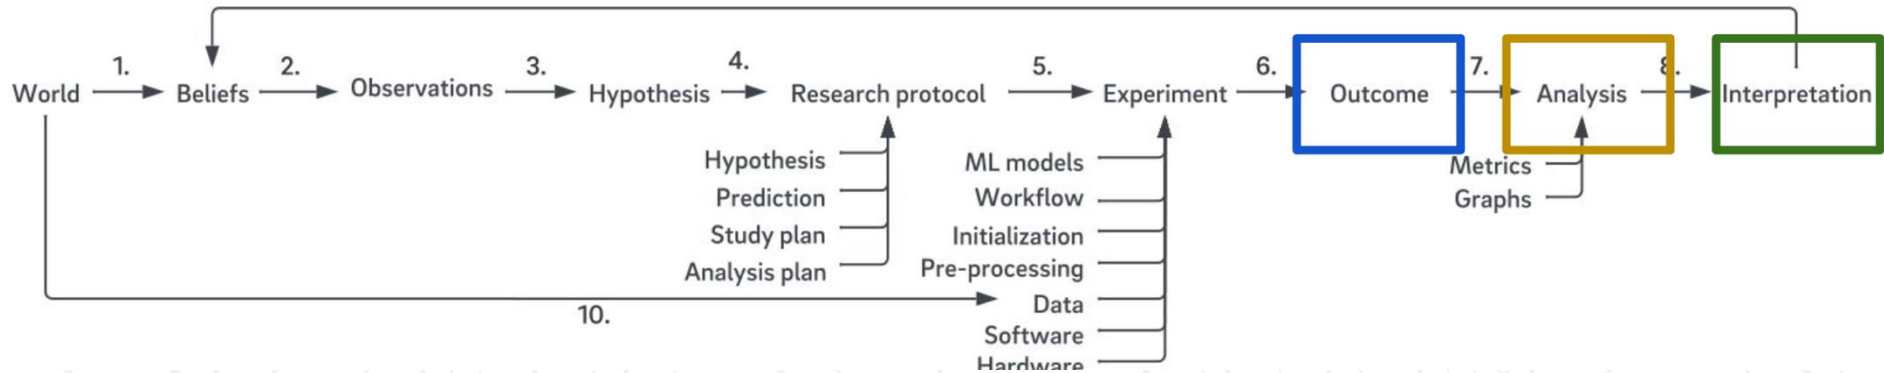 1.
2.
3.
4.
5.
6.
7.
8.
World
Beliefs
Observations
Hypothesis
Research protocol
Experiment
Outcome
Analysis
Interpretation
Hypothesis
Prediction
Study plan
Analysis plan
ML models
Workflow
Initialization
Pre-processing
Data
Software
Hardware
Metrics
Graphs
10.